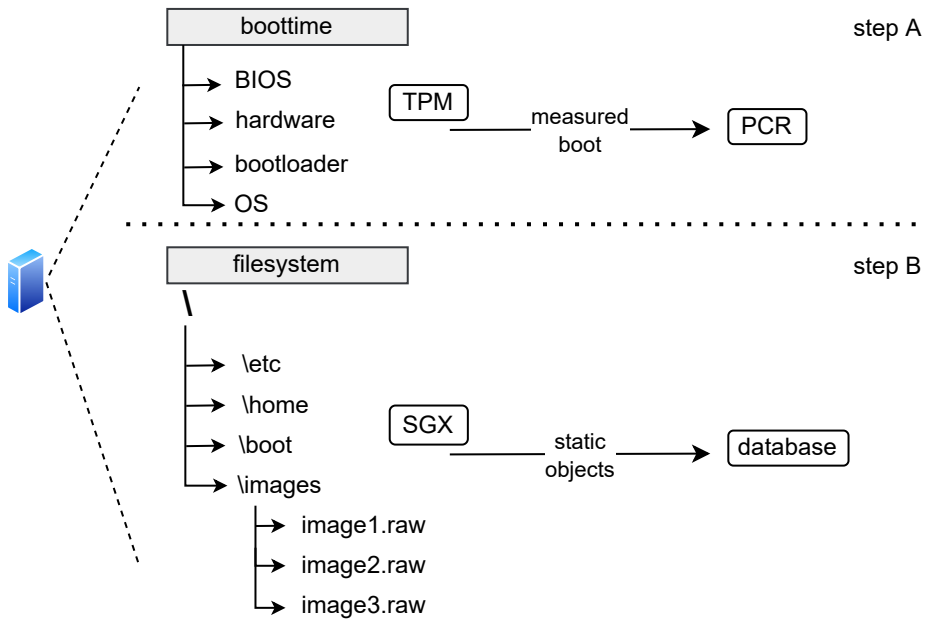 boottime
step A
BIOS
TPM
hardware
measured
boot
PCR
bootloader
OS
filesystem
step B
\
\etc
\home
SGX
\boot
static
objects
database
\images
image1.raw
image2.raw
image3.raw